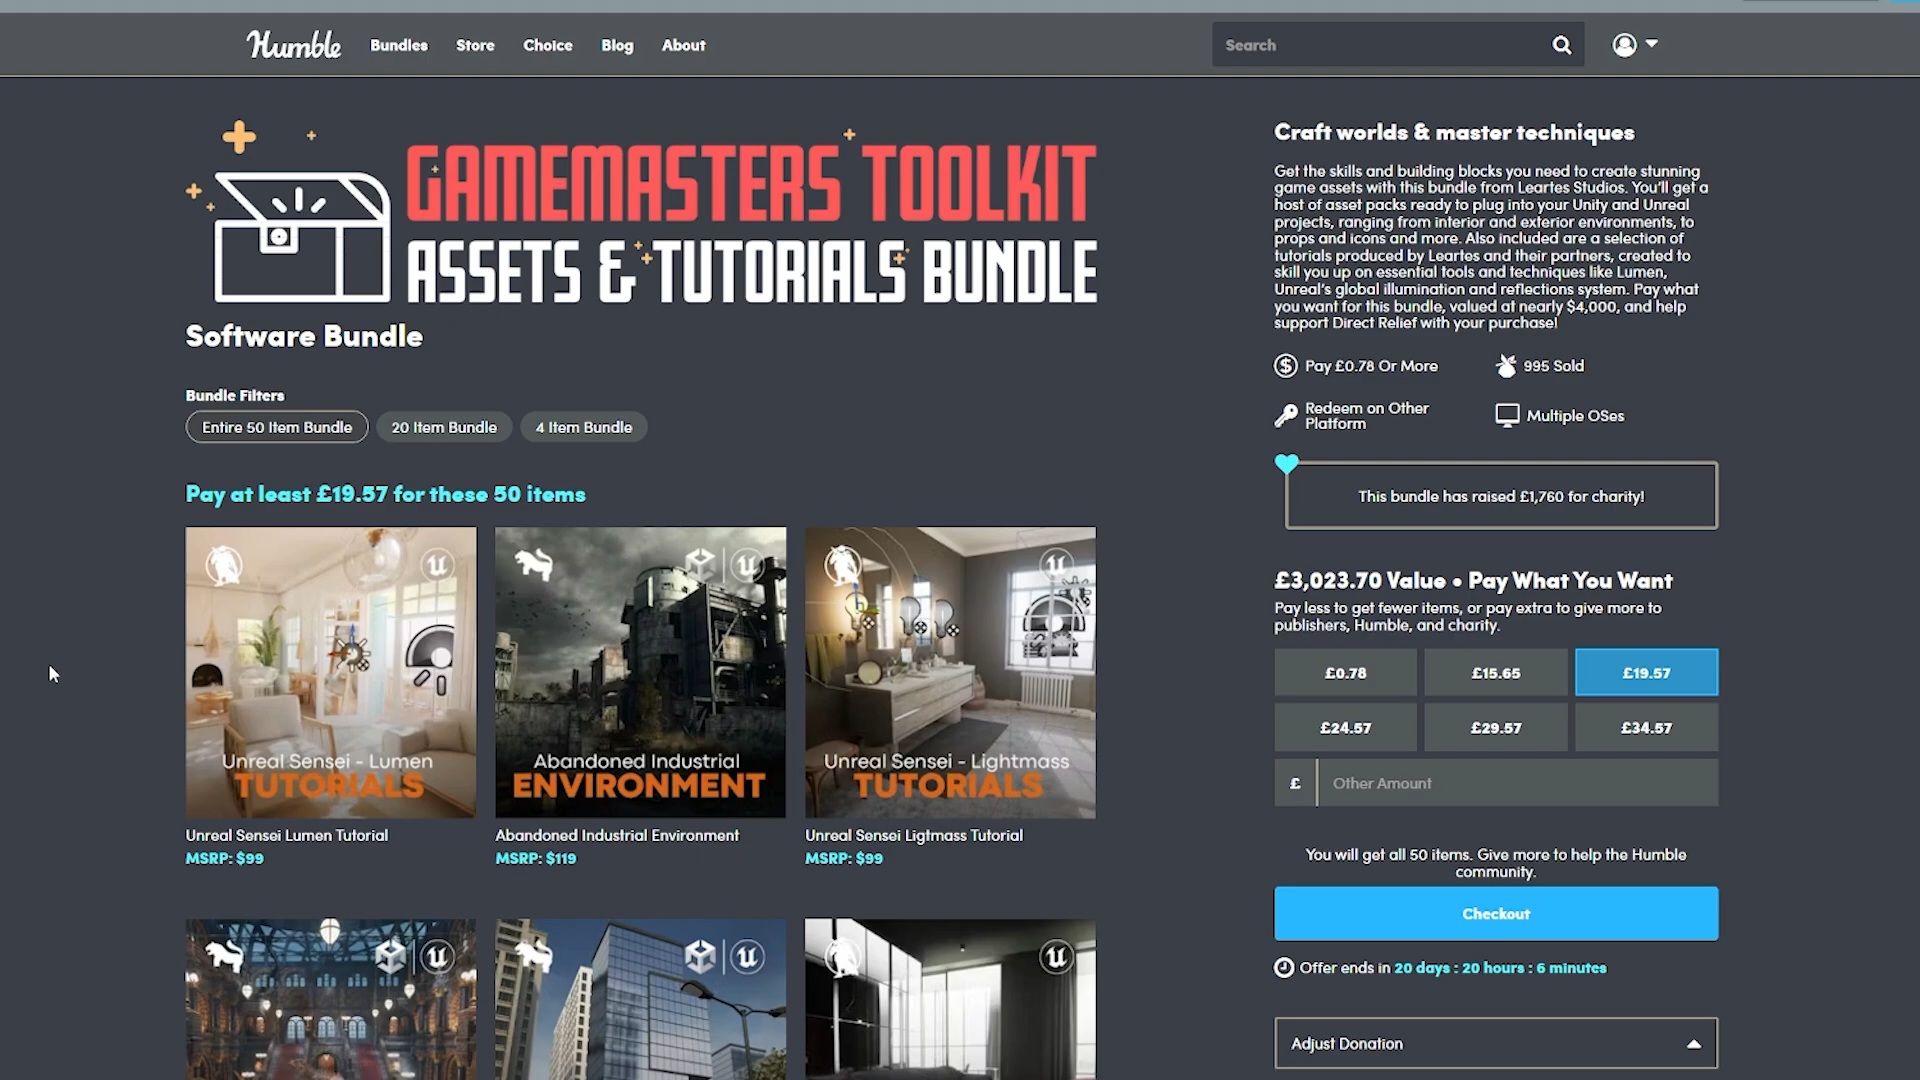 Humble
Bundles
Store
Choice
Blog
About
Search
GAMEMASTERS TOOLKIT
ASSETS & TUTORIALS BUNDLE
Software Bundle
Bundle Filters
Entire 50 Item Bundle
20 Item Bundle
4 Item Bundle
Pay at least £19.57 for these 50 items
Unreal Sensei - Lumen
TUTORIALS
Unreal Sensei Lumen Tutorial
MSRP: $99
Abandoned Industrial
ENVIRONMENT
Abandoned Industrial Environment
MSRP: $119
Unreal Sensei - Lightmass
TUTORIALS
Unreal Sensei Ligtmass Tutorial
MSRP: $99
Craft worlds & master techniques
Get the skills and building blocks you need to create stunning
game assets with this bundle from Leartes Studios. You'll get a
host of asset packs ready to plug into your Unity and Unreal
projects, ranging from interior and exterior environments, to
props and icons and more. Also included are a selection of
tutorials produced by Leartes and their partners, created to
skill you up on essential tools and techniques like Lumen,
Unreal's global illumination and reflections system. Pay what
you want for this bundle, valued at nearly $4,000, and help
support Direct Relief with your purchase!
Pay £0.78 Or More
995 Sold
Redeem on Other
Platform
Multiple OSes
This bundle has raised £1,760 for charity!
£3,023.70 Value • Pay What You Want
Pay less to get fewer items, or pay extra to give more to
publishers, Humble, and charity.
£0.78
£15.65
£19.57
£24.57
£29.57
£34.57
£
Other Amount
You will get all 50 items. Give more to help the Humble
community.
Checkout
Offer ends in 20 days : 20 hours : 6 minutes
Adjust Donation